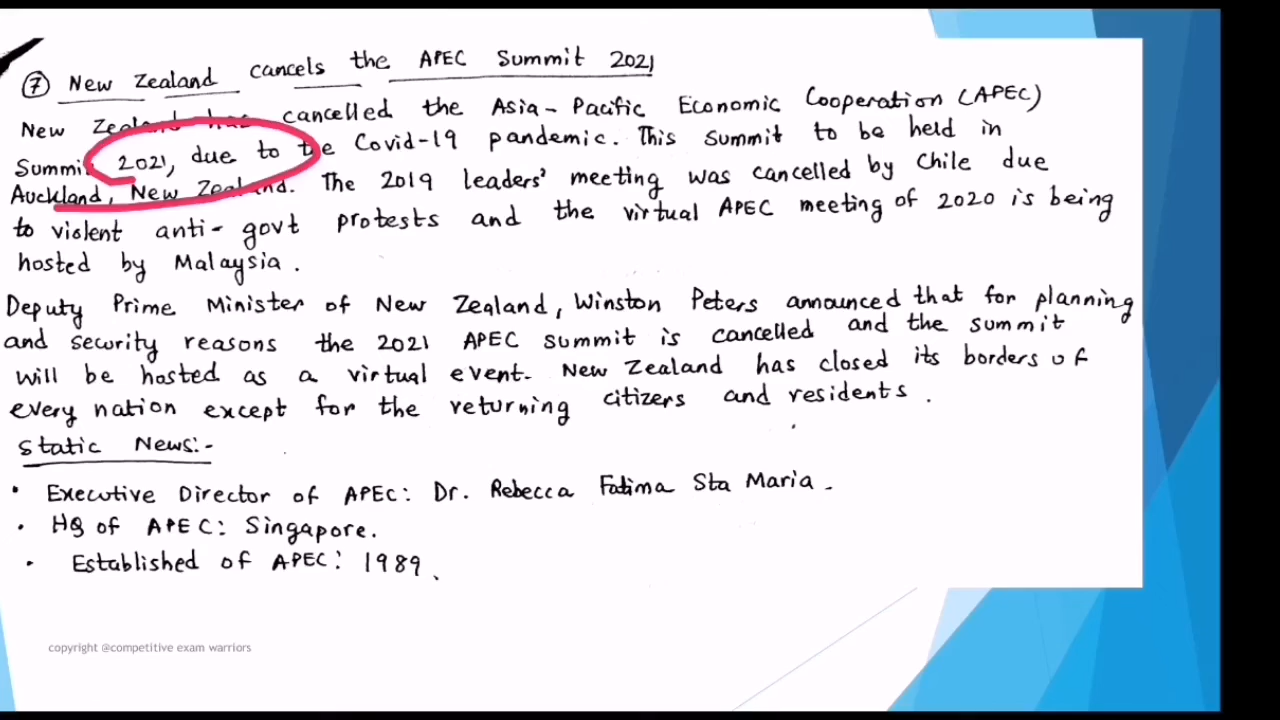 7 New Zealand cancels the APEC Summit 2021
New Zealand has cancelled the Asia-Pacific Economic Cooperation (APEC)
Summit 2021, due to the Covid-19 pandemic. This summit to be held in
Auckland, New Zealand. The 2019 leaders' meeting was cancelled by Chile due
to violent anti-govt protests and the virtual APEC meeting of 2020 is being
hosted by Malaysia.
Deputy Prime Minister of New Zealand, Winston Peters announced that for planning
and security reasons the 2021 APEC summit is cancelled and the summit
will be hosted as a virtual event. New Zealand has closed its borders of
every nation except for the returning citizers and residents.
Static News:-
• Executive Director of APEC: Dr. Rebecca Fatima Sta Maria.
• HQ of APEC: Singapore.
• Established of APEC: 1989.
copyright @competitive exam warriors